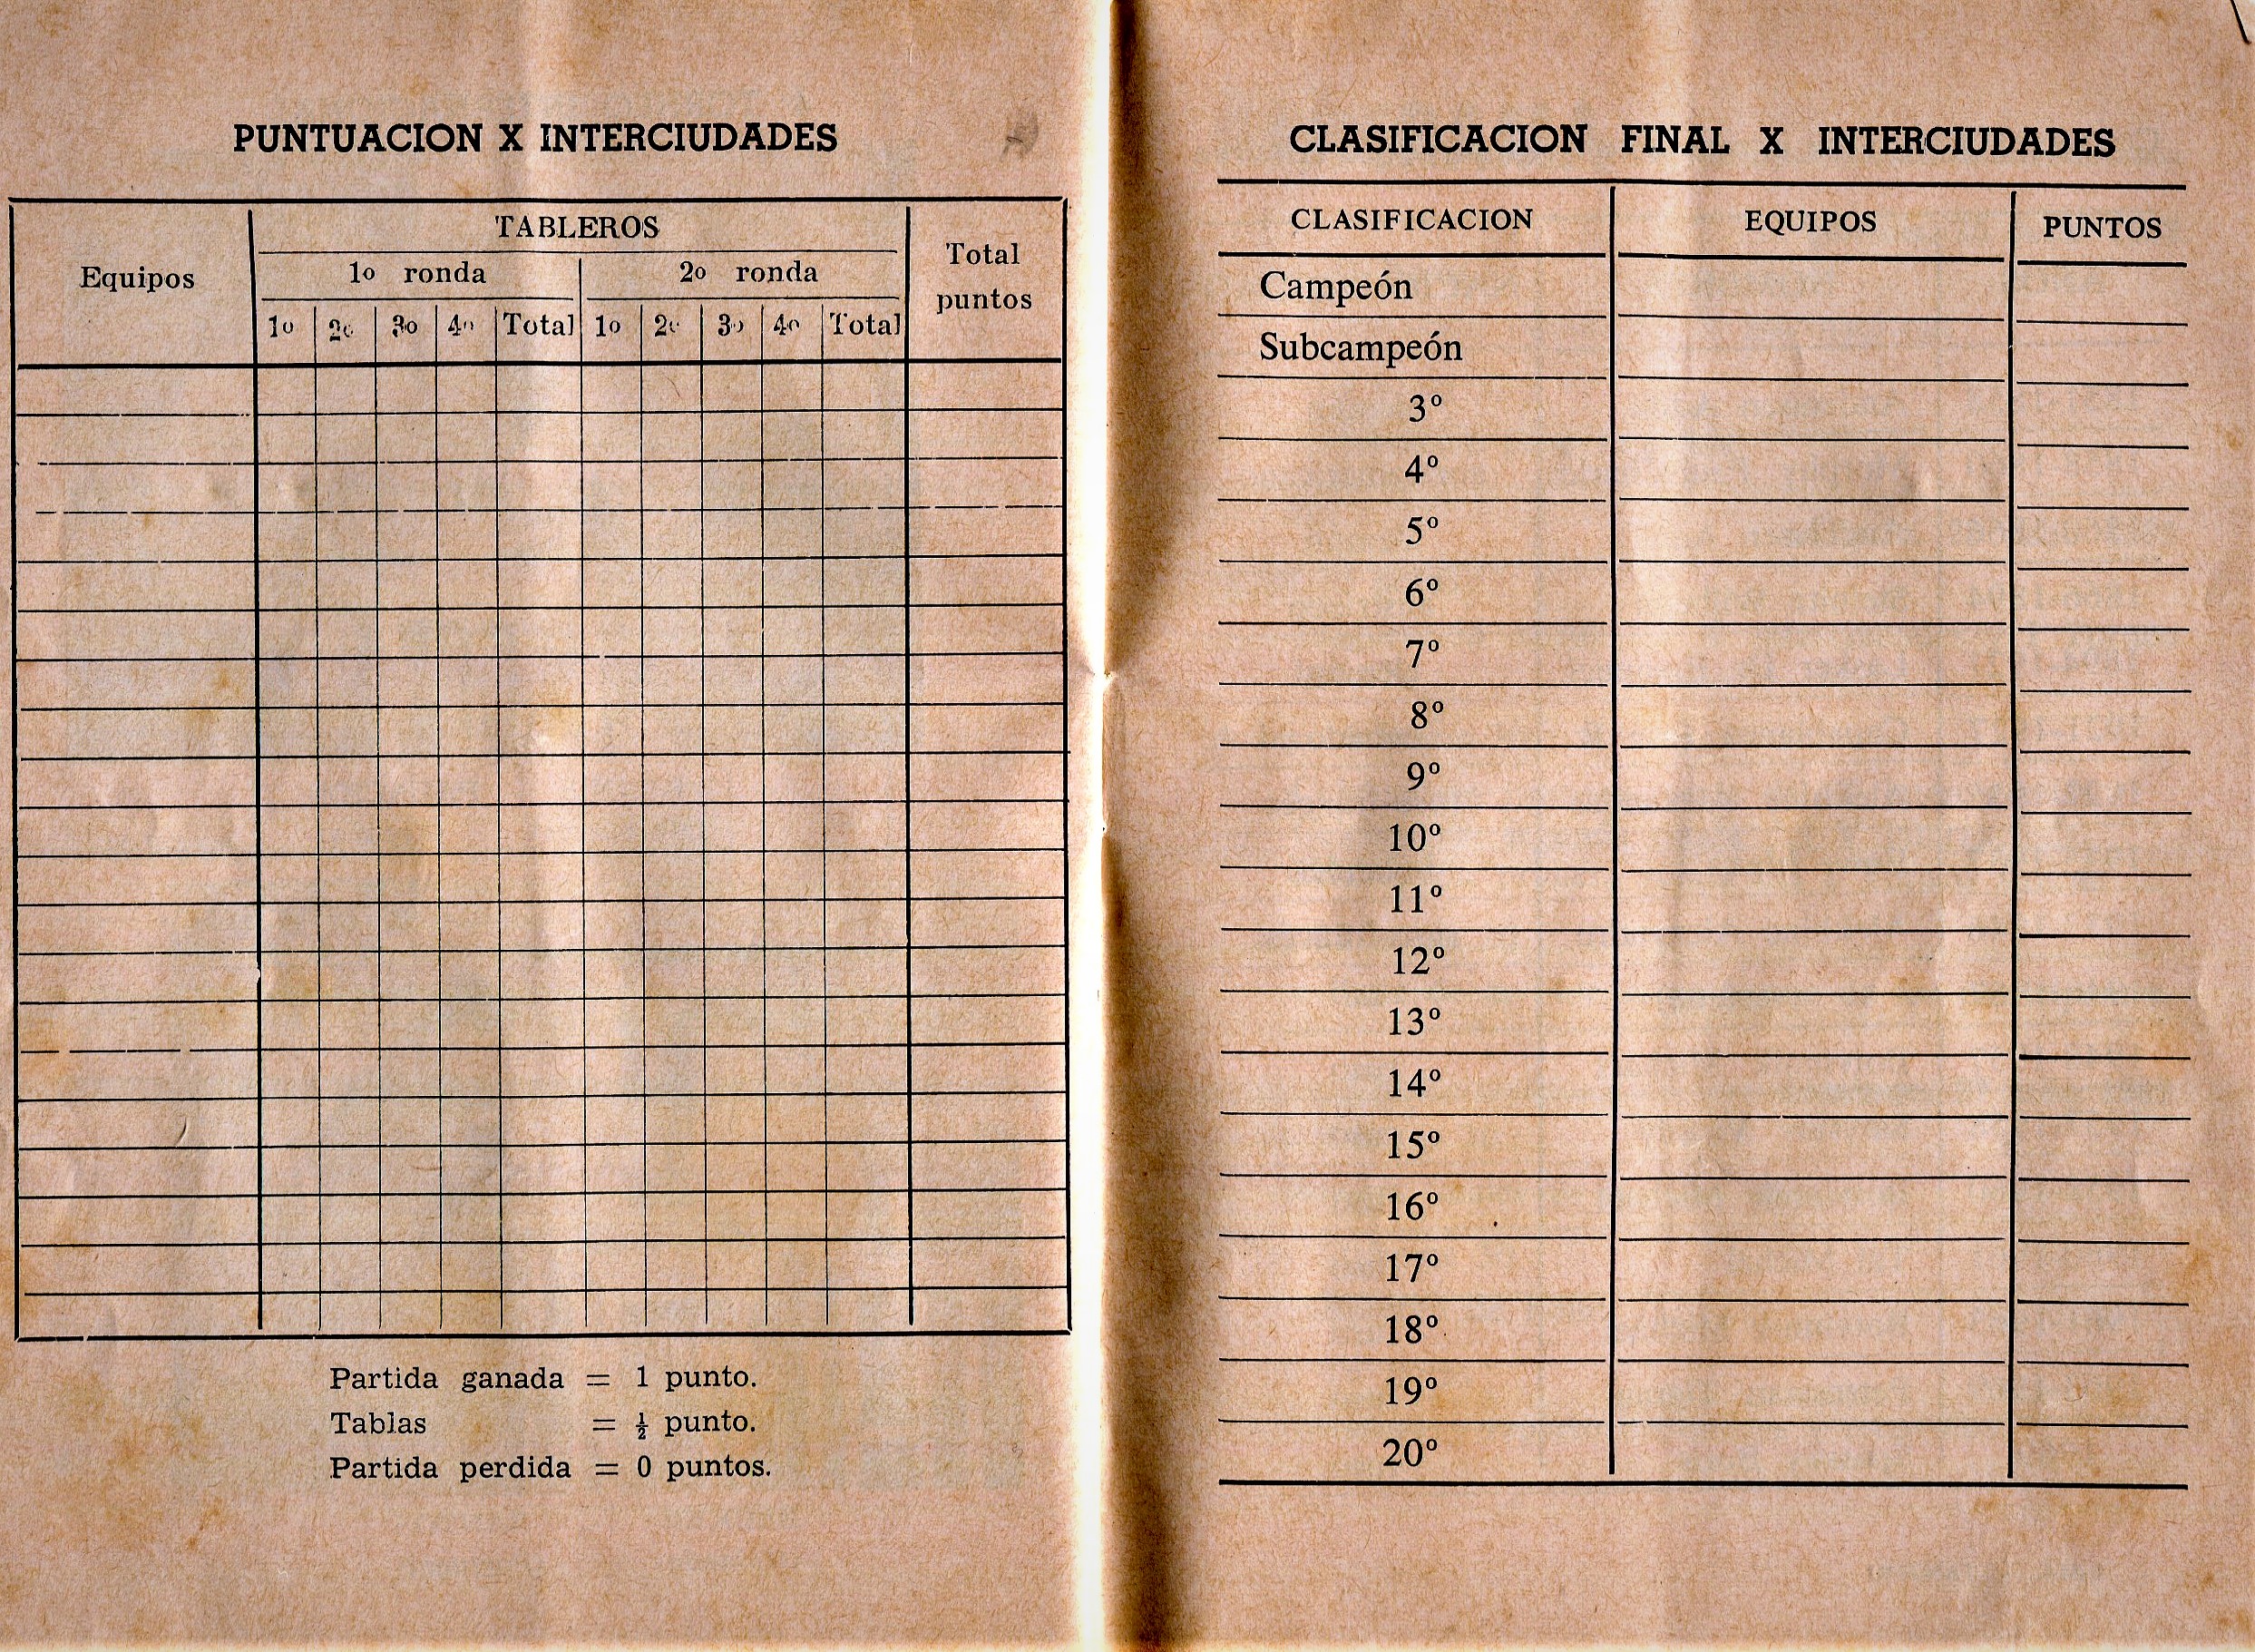 PUNTUACION X INTERCIUDADES
Equipos
TABLEROS
1º ronda
2º ronda
Total puntos
1º 2º 3º 4º Total 1º 2º 3º 4º Total
Partida ganada = 1 punto.
Tablas = ½ punto.
Partida perdida = 0 puntos.
CLASIFICACION FINAL X INTERCIUDADES
CLASIFICACION EQUIPOS PUNTOS
Campeón
Subcampeón
3º
4º
5º
6º
7º
8º
9º
10º
11º
12º
13º
14º
15º
16º
17º
18º
19º
20º